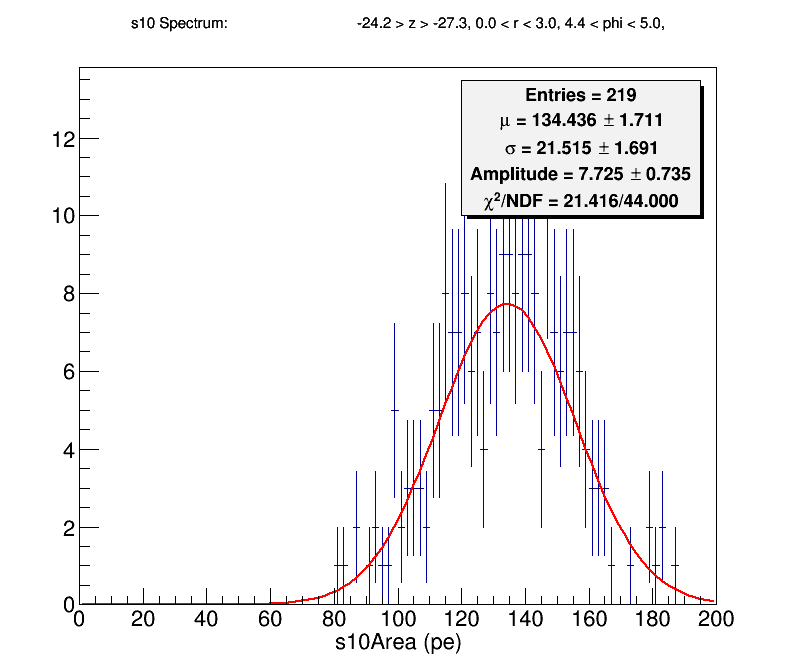 s10 Spectrum: -24.2 > z > -27.3, 0.0 < r < 3.0, 4.4 < phi < 5.0,
Entries = 219
μ = 134.436 ± 1.711
σ = 21.515 ± 1.691
Amplitude = 7.725 ± 0.735
χ²/NDF = 21.416/44.000
12
10
8
6
4
2
0
0 20 40 60 80 100 120 140 160 180 200
s10Area (pe)